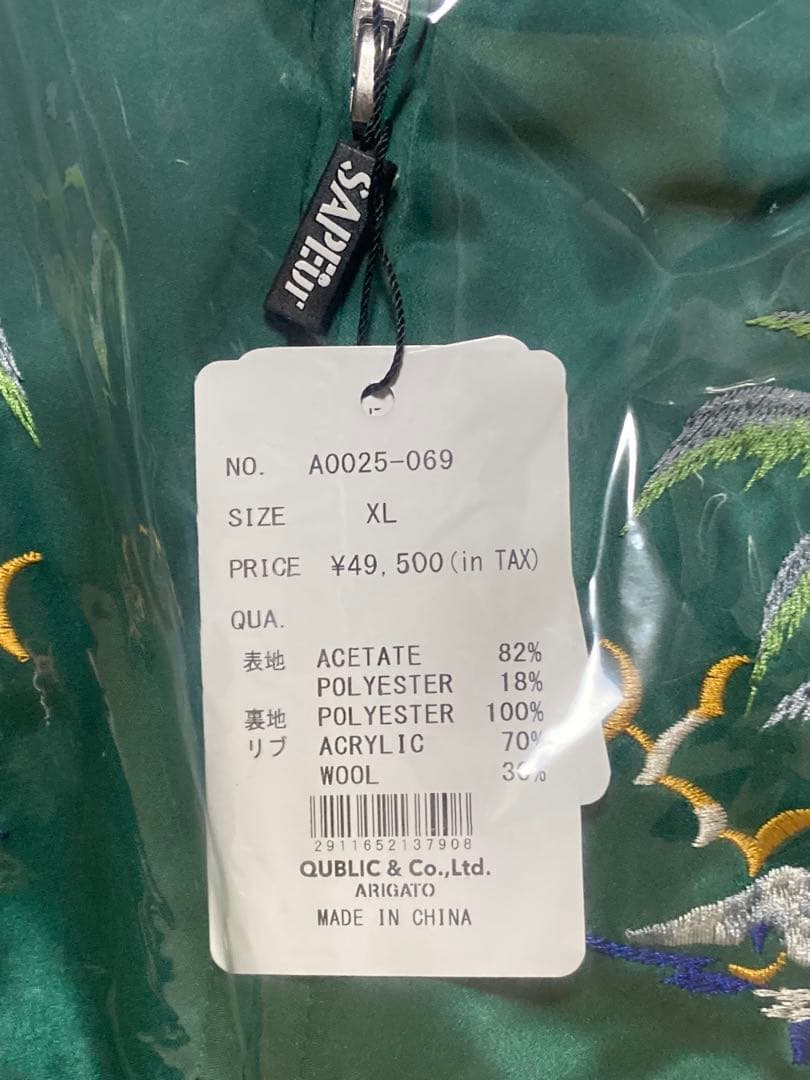 SAPEur
NO. A0025-069
SIZE XL
PRICE ¥49,500(in TAX)
QUA.
表地 ACETATE 82%
POLYESTER 18%
裏地 POLYESTER 100%
リブ ACRYLIC 70%
WOOL 30%
2911652137908
QUBLIC & Co.,Ltd.
ARIGATO
MADE IN CHINA